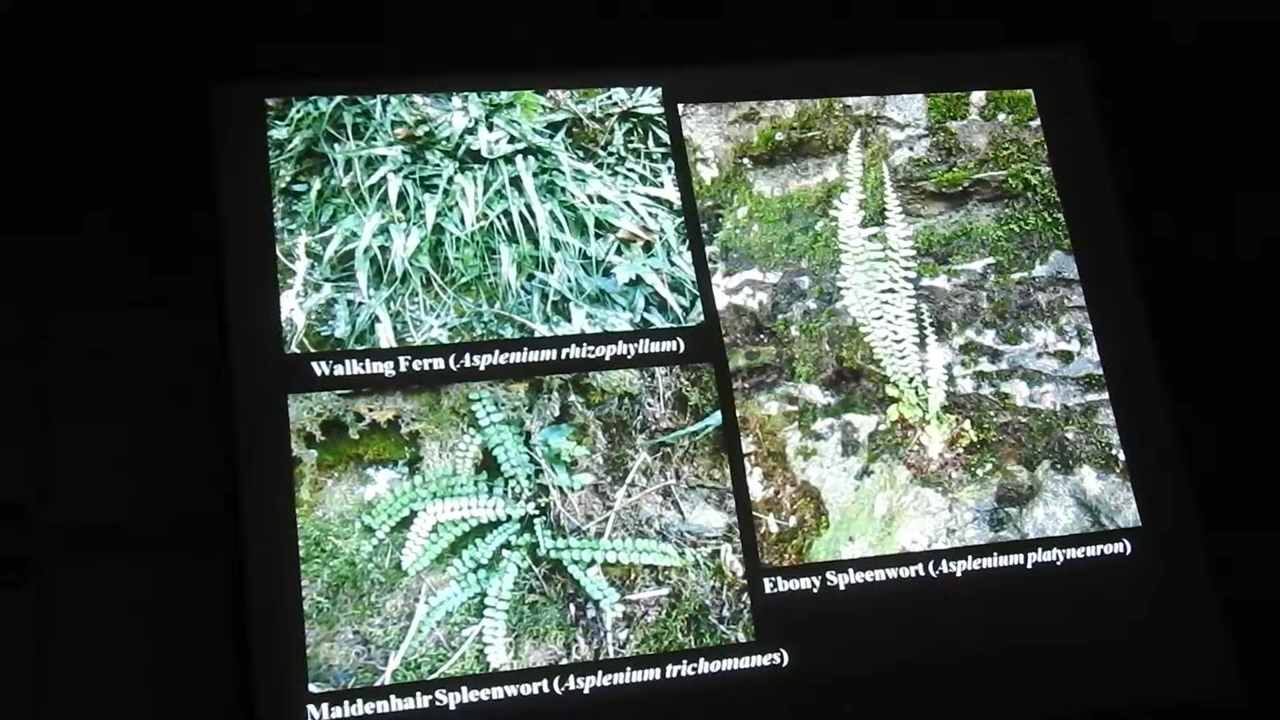 Walking Fern (Asplenium rhizophyllum)
Maidenhair Spleenwort (Asplenium trichomanes)
Ebony Spleenwort (Asplenium platyneuron)